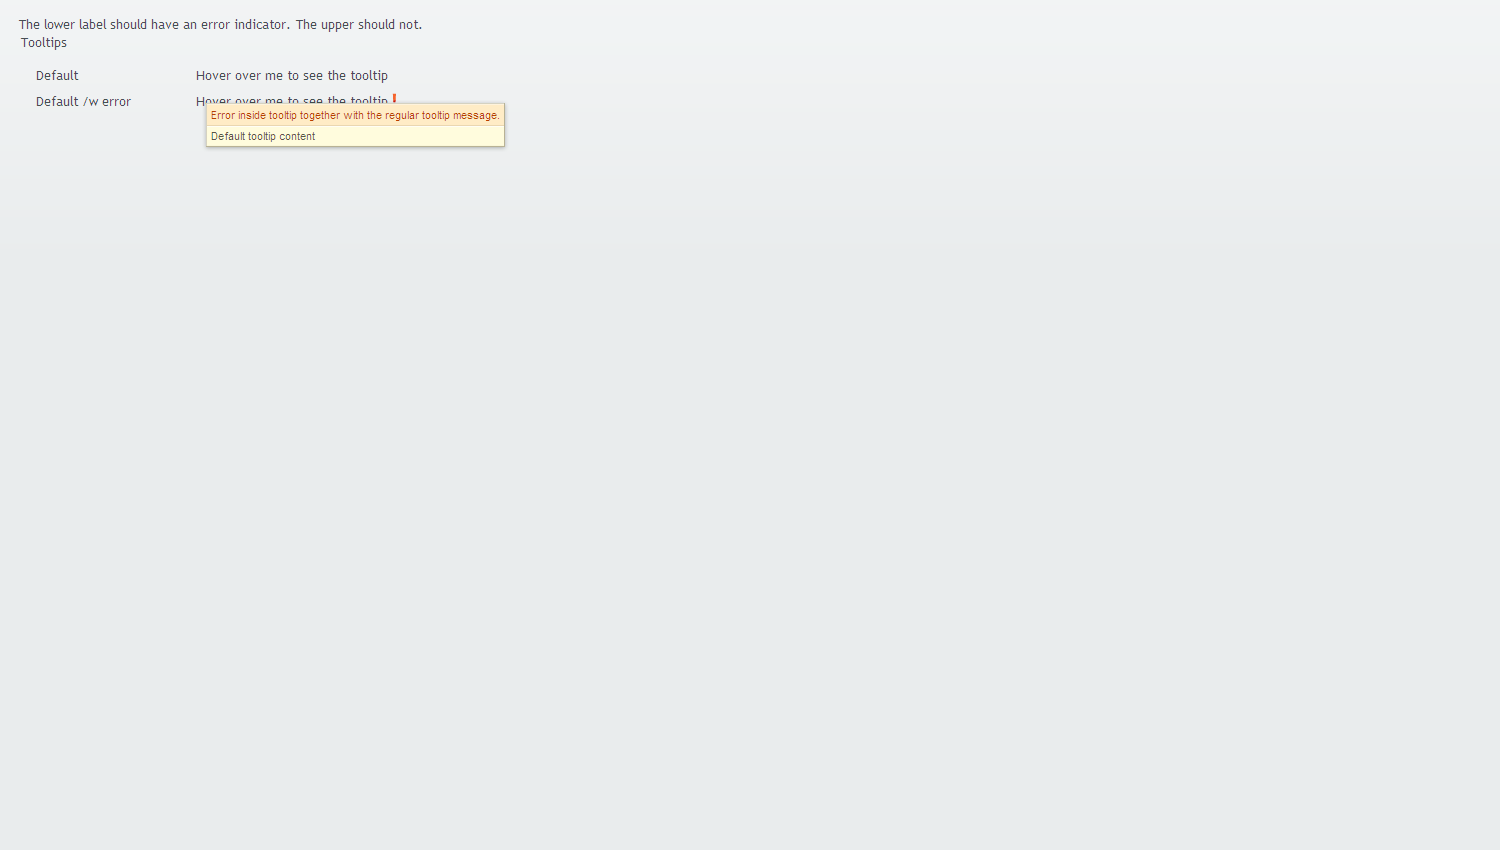 The lower label should have an error indicator. The upper should not.
Tooltips
Default Hover over me to see the tooltip
Default /w error Hover over me to see the tooltip !
Error inside tooltip together with the regular tooltip message.
Default tooltip content